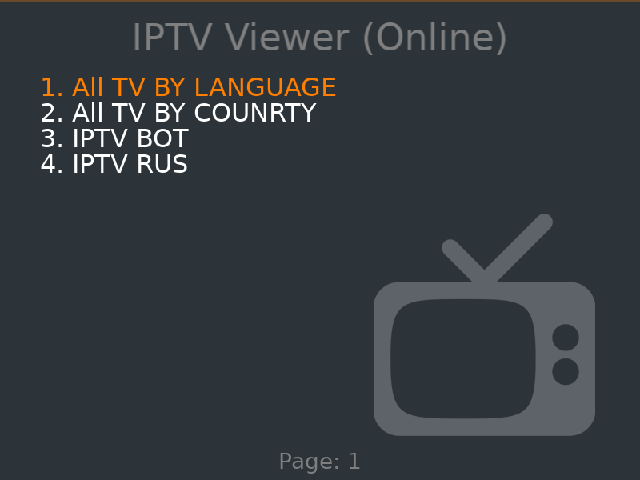 IPTV Viewer (Online)
1. All TV BY LANGUAGE
2. All TV BY COUNRTY
3. IPTV BOT
4. IPTV RUS
Page: 1